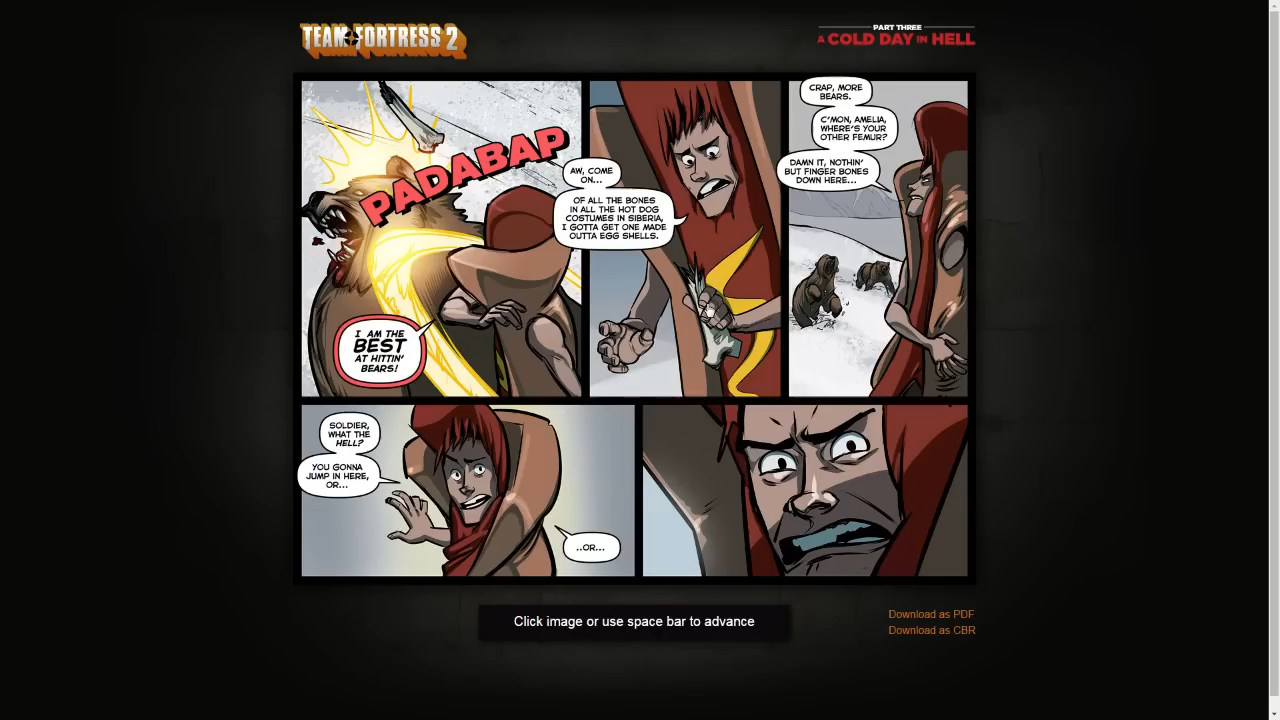 TEAM FORTRESS 2
PART THREE
A COLD DAY IN HELL
PADABAP
I AM THE
BEST
AT HITTIN'
BEARS!
AW, COME
ON...
OF ALL THE BONES
IN ALL THE HOT DOG
COSTUMES IN SIBERIA,
I GOTTA GET ONE MADE
OUTTA EGG SHELLS.
CRAP, MORE
BEARS.
C'MON, AMELIA,
WHERE'S YOUR
OTHER FEMUR?
DAMN IT, NOTHIN'
BUT FINGER BONES
DOWN HERE...
SOLDIER,
WHAT THE
HELL?
YOU GONNA
JUMP IN HERE,
OR...
..OR...
Click image or use space bar to advance
Download as PDF
Download as CBR